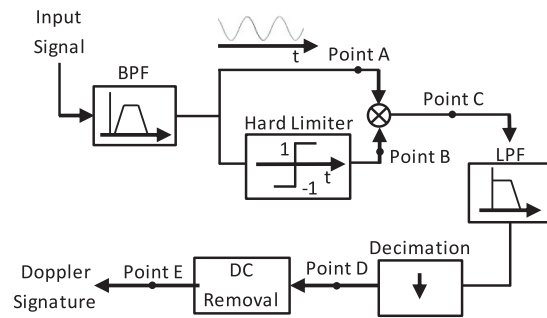 Input
Signal
BPF
t
Point A
Hard Limiter
1
t
-1
Point B
Point C
LPF
Decimation
Point D
DC
Removal
Point E
Doppler
Signature